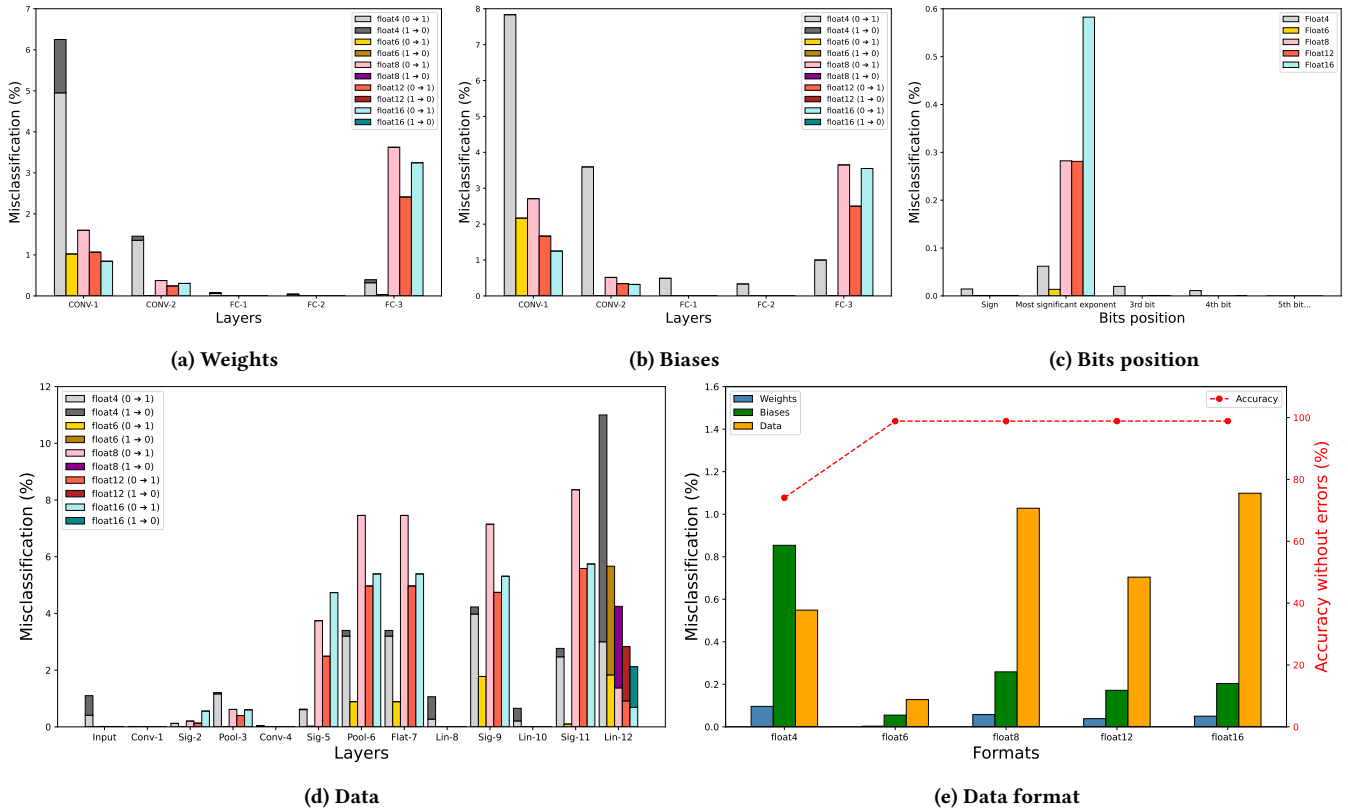 7
6
5
4
3
2
1
0
Misclassification (%)
float4 (0 → 1)
float4 (1 → 0)
float6 (0 → 1)
float6 (1 → 0)
float8 (0 → 1)
float8 (1 → 0)
float12 (0 → 1)
float12 (1 → 0)
float16 (0 → 1)
float16 (1 → 0)
CONV-1 CONV-2 FC-1 FC-2 FC-3
Layers
(a) Weights
8
7
6
5
4
3
2
1
0
Misclassification (%)
float4 (0 → 1)
float4 (1 → 0)
float6 (0 → 1)
float6 (1 → 0)
float8 (0 → 1)
float8 (1 → 0)
float12 (0 → 1)
float12 (1 → 0)
float16 (0 → 1)
float16 (1 → 0)
CONV-1 CONV-2 FC-1 FC-2 FC-3
Layers
(b) Biases
0.6
0.5
0.4
0.3
0.2
0.1
0.0
Misclassification (%)
Float4
Float6
Float8
Float12
Float16
Sign Most significant exponent 3rd bit 4th bit 5th bit...
Bits position
(c) Bits position
12
10
8
6
4
2
0
Misclassification (%)
float4 (0 → 1)
float4 (1 → 0)
float6 (0 → 1)
float6 (1 → 0)
float8 (0 → 1)
float8 (1 → 0)
float12 (0 → 1)
float12 (1 → 0)
float16 (0 → 1)
float16 (1 → 0)
Input Conv-1 Sig-2 Pool-3 Conv-4 Sig-5 Pool-6 Flat-7 Lin-8 Sig-9 Lin-10 Sig-11 Lin-12
Layers
(d) Data
1.6
1.4
1.2
1.0
0.8
0.6
0.4
0.2
0.0
Misclassification (%)
Weights
Biases
Data
Accuracy
100
80
60
40
20
0
Accuracy without errors (%)
float4 float6 float8 float12 float16
Formats
(e) Data format